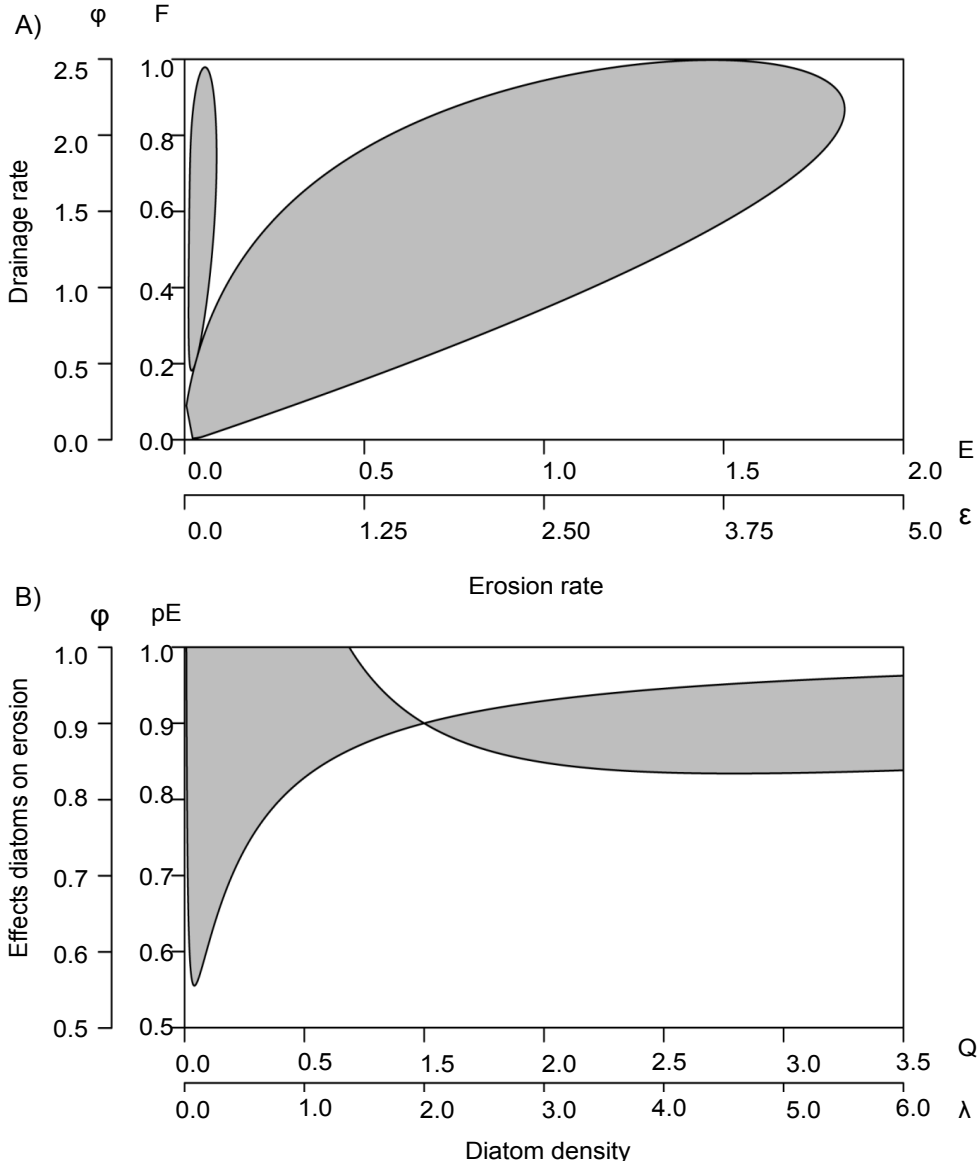 A)
φ F
2.5 1.0
2.0 0.8
1.5 0.6
1.0 0.4
0.5 0.2
0.0 0.0
Drainage rate
0.0 0.5 1.0 1.5 2.0 E
0.0 1.25 2.50 3.75 5.0 ε
Erosion rate
B)
φ pE
1.0 1.0
0.9 0.9
0.8 0.8
0.7 0.7
0.6 0.6
0.5 0.5
Effects diatoms on erosion
0.0 0.5 1.5 2.0 2.5 3.0 3.5 Q
0.0 1.0 2.0 3.0 4.0 5.0 6.0 λ
Diatom density